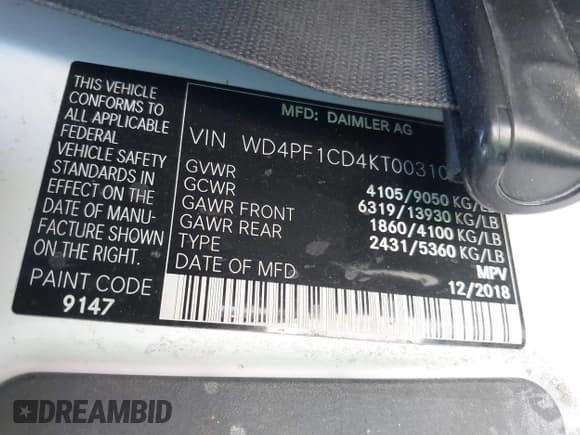 THIS VEHICLE
CONFORMS TO
ALL APPLICABLE
FEDERAL
VEHICLE SAFETY
STANDARDS IN
EFFECT ON THE
DATE OF MANU-
FACTURE SHOWN
ON THE RIGHT.
PAINT CODE
9147
MFD: DAIMLER AG
VIN WD4PF1CD4KT00310
GVWR 4105/9050 KG/LB
GCWR 6319/13930 KG/LB
GAWR FRONT 1860/4100 KG/LB
GAWR REAR 2431/5360 KG/LB
TYPE MPV
DATE OF MFD 12/2018
DREAMBID